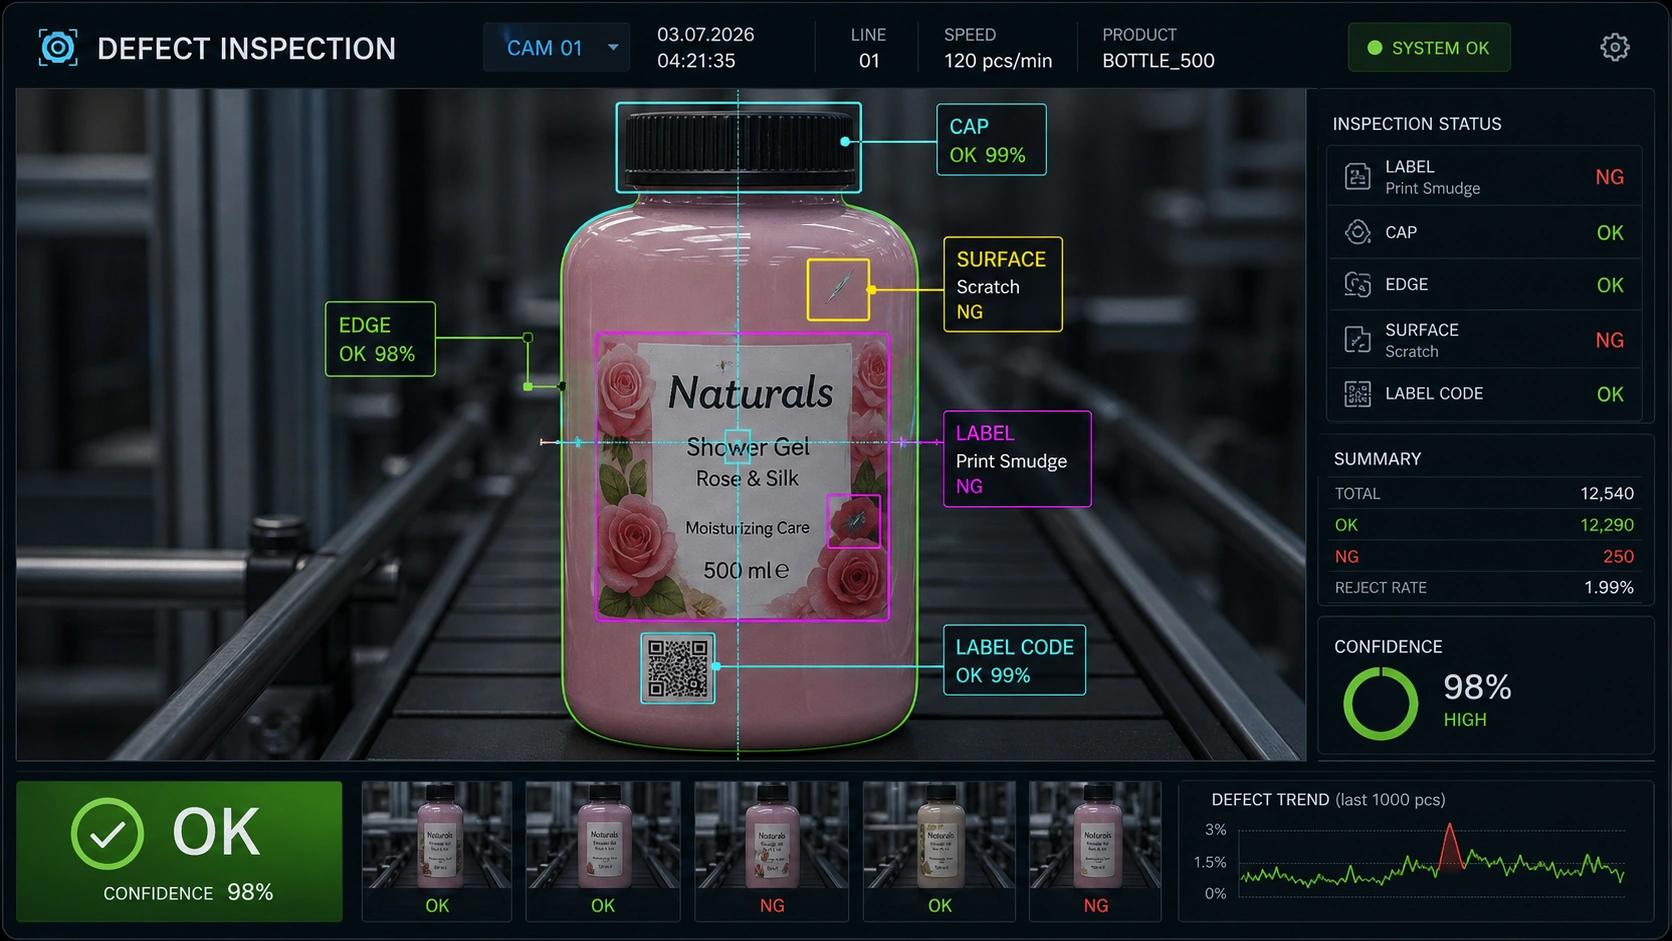 DEFECT INSPECTION
CAM 01
03.07.2026
04:21:35
LINE
01
SPEED
120 pcs/min
PRODUCT
BOTTLE_500
SYSTEM OK
CAP
OK 99%
SURFACE
Scratch
NG
EDGE
OK 98%
Naturals
Shower Gel
Rose & Silk
Moisturizing Care
500 ml ℮
LABEL
Print Smudge
NG
LABEL CODE
OK 99%
INSPECTION STATUS
LABEL
Print Smudge
NG
CAP
OK
EDGE
OK
SURFACE
Scratch
NG
LABEL CODE
OK
SUMMARY
TOTAL 12,540
OK 12,290
NG 250
REJECT RATE 1.99%
CONFIDENCE
98%
HIGH
OK
CONFIDENCE 98%
Naturals
OK
Naturals
OK
Naturals
NG
Naturals
OK
Naturals
NG
DEFECT TREND (last 1000 pcs)
3%
1.5%
0%